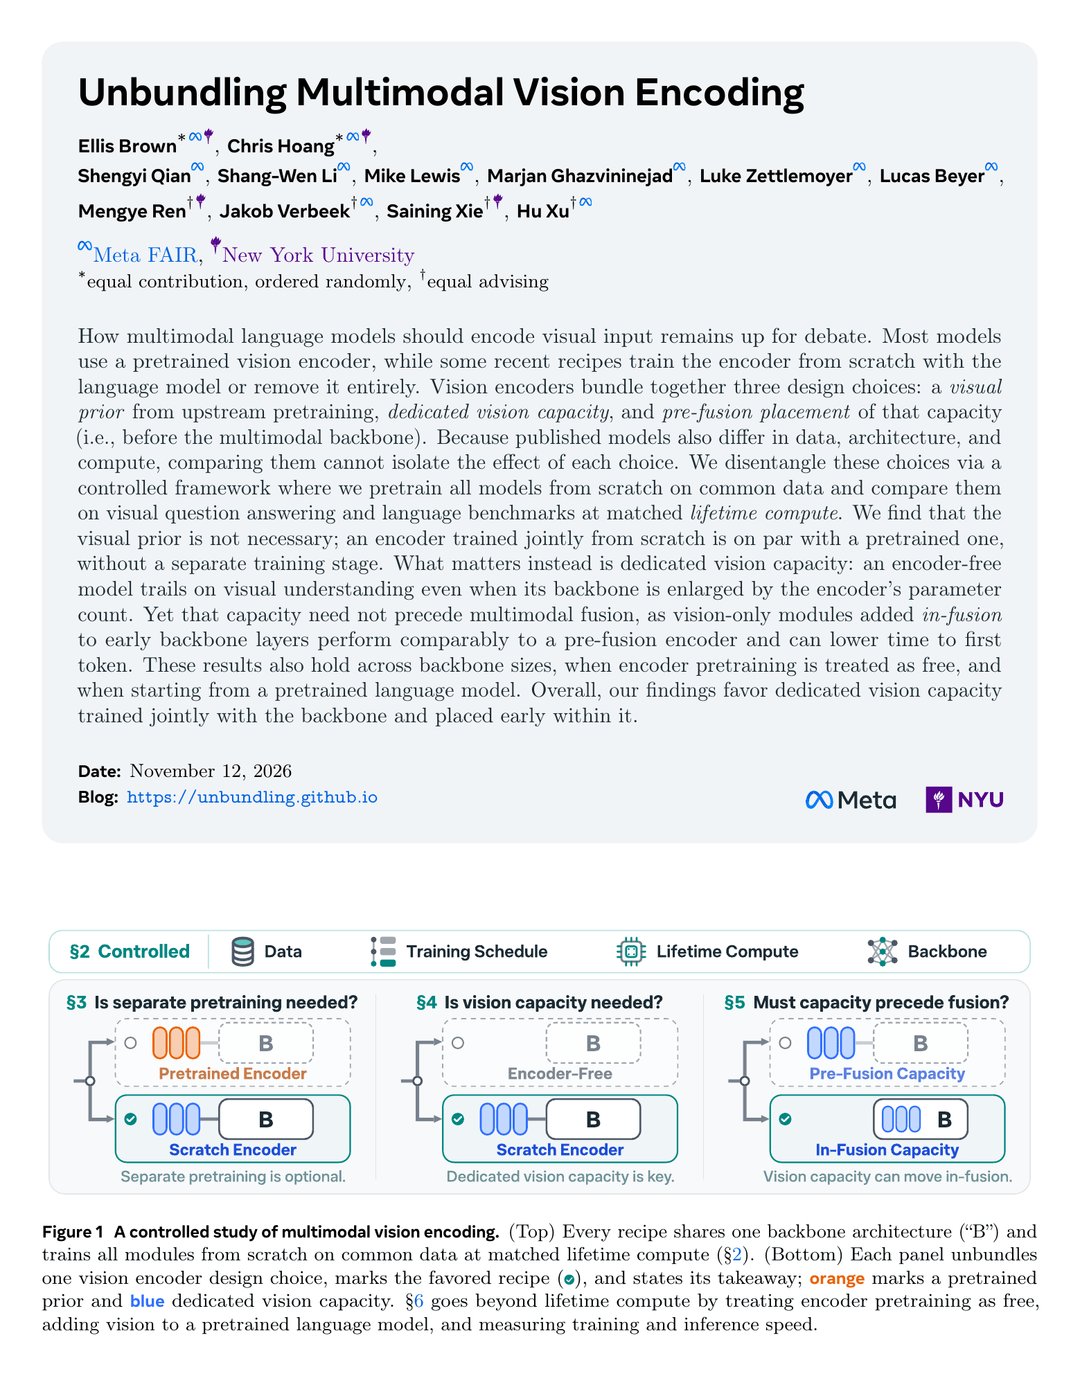 Unbundling Multimodal Vision Encoding
Ellis Brown*, Chris Hoang*,
Shengyi Qian, Shang-Wen Li, Mike Lewis, Marjan Ghazvininejad, Luke Zettlemoyer, Lucas Beyer,
Mengye Ren†, Jakob Verbeek†, Saining Xie†, Hu Xu†
Meta FAIR, New York University
*equal contribution, ordered randomly, †equal advising
How multimodal language models should encode visual input remains up for debate. Most models
use a pretrained vision encoder, while some recent recipes train the encoder from scratch with the
language model or remove it entirely. Vision encoders bundle together three design choices: a visual
prior from upstream pretraining, dedicated vision capacity, and pre-fusion placement of that capacity
(i.e., before the multimodal backbone). Because published models also differ in data, architecture, and
compute, comparing them cannot isolate the effect of each choice. We disentangle these choices via a
controlled framework where we pretrain all models from scratch on common data and compare them
on visual question answering and language benchmarks at matched lifetime compute. We find that the
visual prior is not necessary; an encoder trained jointly from scratch is on par with a pretrained one,
without a separate training stage. What matters instead is dedicated vision capacity: an encoder-free
model trails on visual understanding even when its backbone is enlarged by the encoder's parameter
count. Yet that capacity need not precede multimodal fusion, as vision-only modules added in-fusion
to early backbone layers perform comparably to a pre-fusion encoder and can lower time to first
token. These results also hold across backbone sizes, when encoder pretraining is treated as free, and
when starting from a pretrained language model. Overall, our findings favor dedicated vision capacity
trained jointly with the backbone and placed early within it.
Date: November 12, 2026
Blog: https://unbundling.github.io
Meta NYU
§2 Controlled Data Training Schedule Lifetime Compute Backbone
§3 Is separate pretraining needed?
B
Pretrained Encoder
B
Scratch Encoder
Separate pretraining is optional.
§4 Is vision capacity needed?
B
Encoder-Free
B
Scratch Encoder
Dedicated vision capacity is key.
§5 Must capacity precede fusion?
B
Pre-Fusion Capacity
B
In-Fusion Capacity
Vision capacity can move in-fusion.
Figure 1 A controlled study of multimodal vision encoding. (Top) Every recipe shares one backbone architecture (“B”) and
trains all modules from scratch on common data at matched lifetime compute (§2). (Bottom) Each panel unbundles
one vision encoder design choice, marks the favored recipe (✓), and states its takeaway; orange marks a pretrained
prior and blue dedicated vision capacity. §6 goes beyond lifetime compute by treating encoder pretraining as free,
adding vision to a pretrained language model, and measuring training and inference speed.